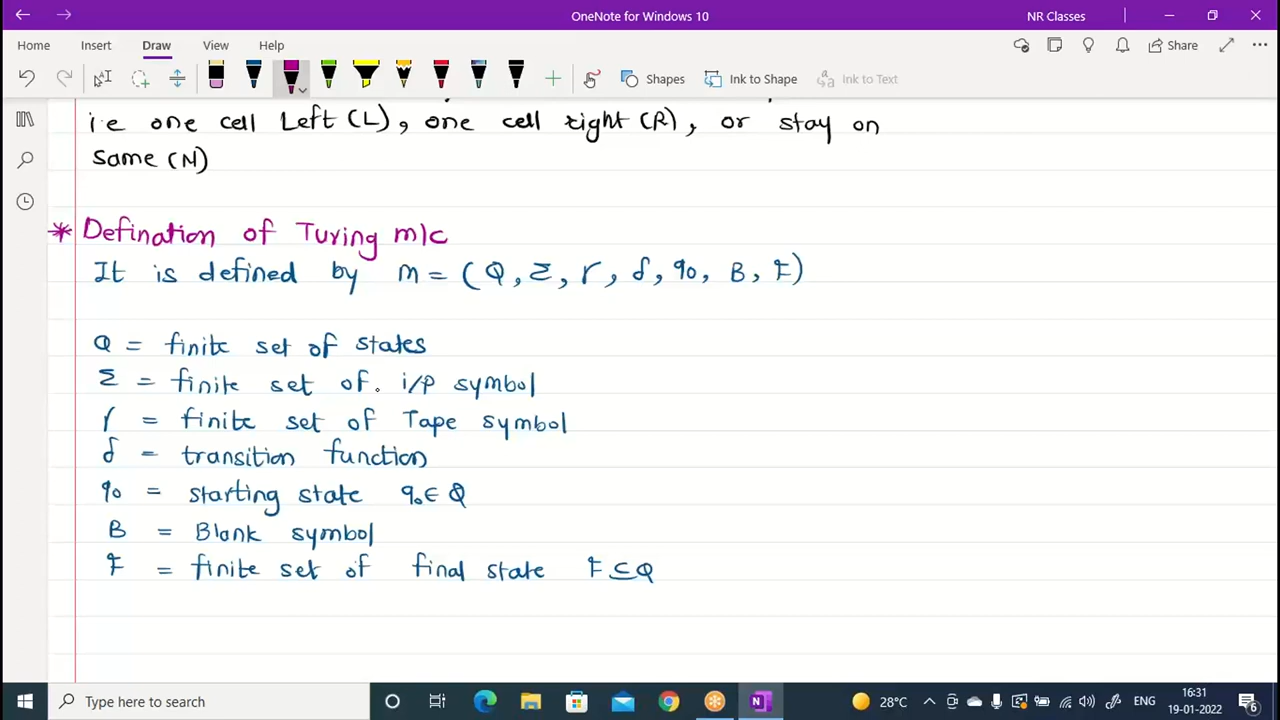 OneNote for Windows 10
NR Classes
Home Insert Draw View Help
Share
Shapes
Ink to Shape
Ink to Text
i.e one cell Left (L), one cell right (R), or stay on
Same (N)
* Defination of Turing m/c
It is defined by m = (Q, Σ, Γ, δ, q0, B, F)
Q = finite set of states
Σ = finite set of. i/p symbol
Γ = finite set of Tape symbol
δ = transition function
q0 = starting state q0 ∈ Q
B = Blank symbol
F = finite set of final state F ⊆ Q
Type here to search
28°C
ENG
16:31
19-01-2022
6